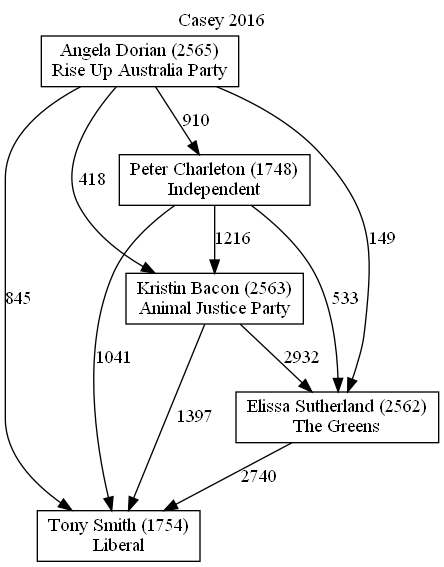 Casey 2016
Angela Dorian (2565)
Rise Up Australia Party
910
418
Peter Charleton (1748)
Independent
1216
149
845
533
Kristin Bacon (2563)
Animal Justice Party
1041
2932
1397
Elissa Sutherland (2562)
The Greens
2740
Tony Smith (1754)
Liberal